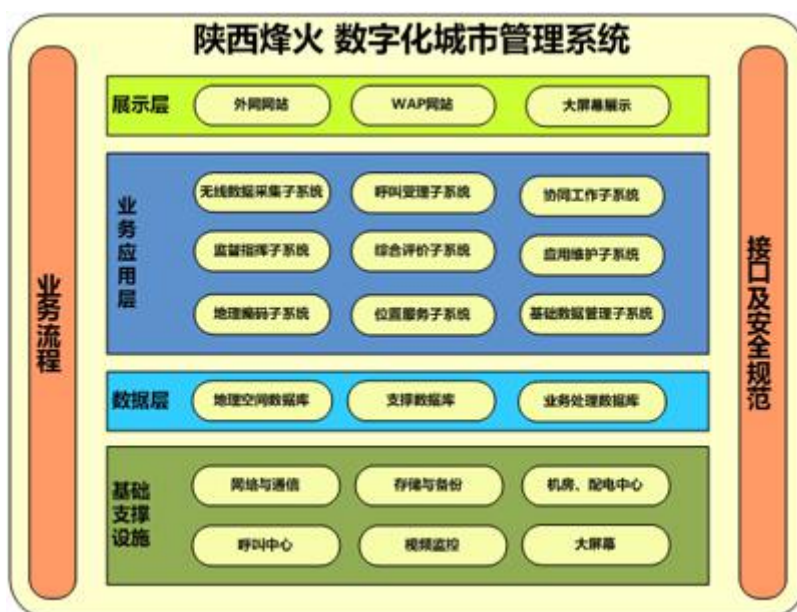 陕西烽火 数字化城市管理系统
业务流程
展示层
外网网站
WAP网站
大屏幕展示
业务应用层
无线数据采集子系统
呼叫受理子系统
协同工作子系统
监督指挥子系统
综合评价子系统
应用维护子系统
地理编码子系统
位置服务子系统
基础数据管理子系统
数据层
地理空间数据库
支撑数据库
业务处理数据库
基础
支撑
设施
网络与通信
存储与备份
机房、配电中心
呼叫中心
视频监控
大屏幕
接口及安全规范